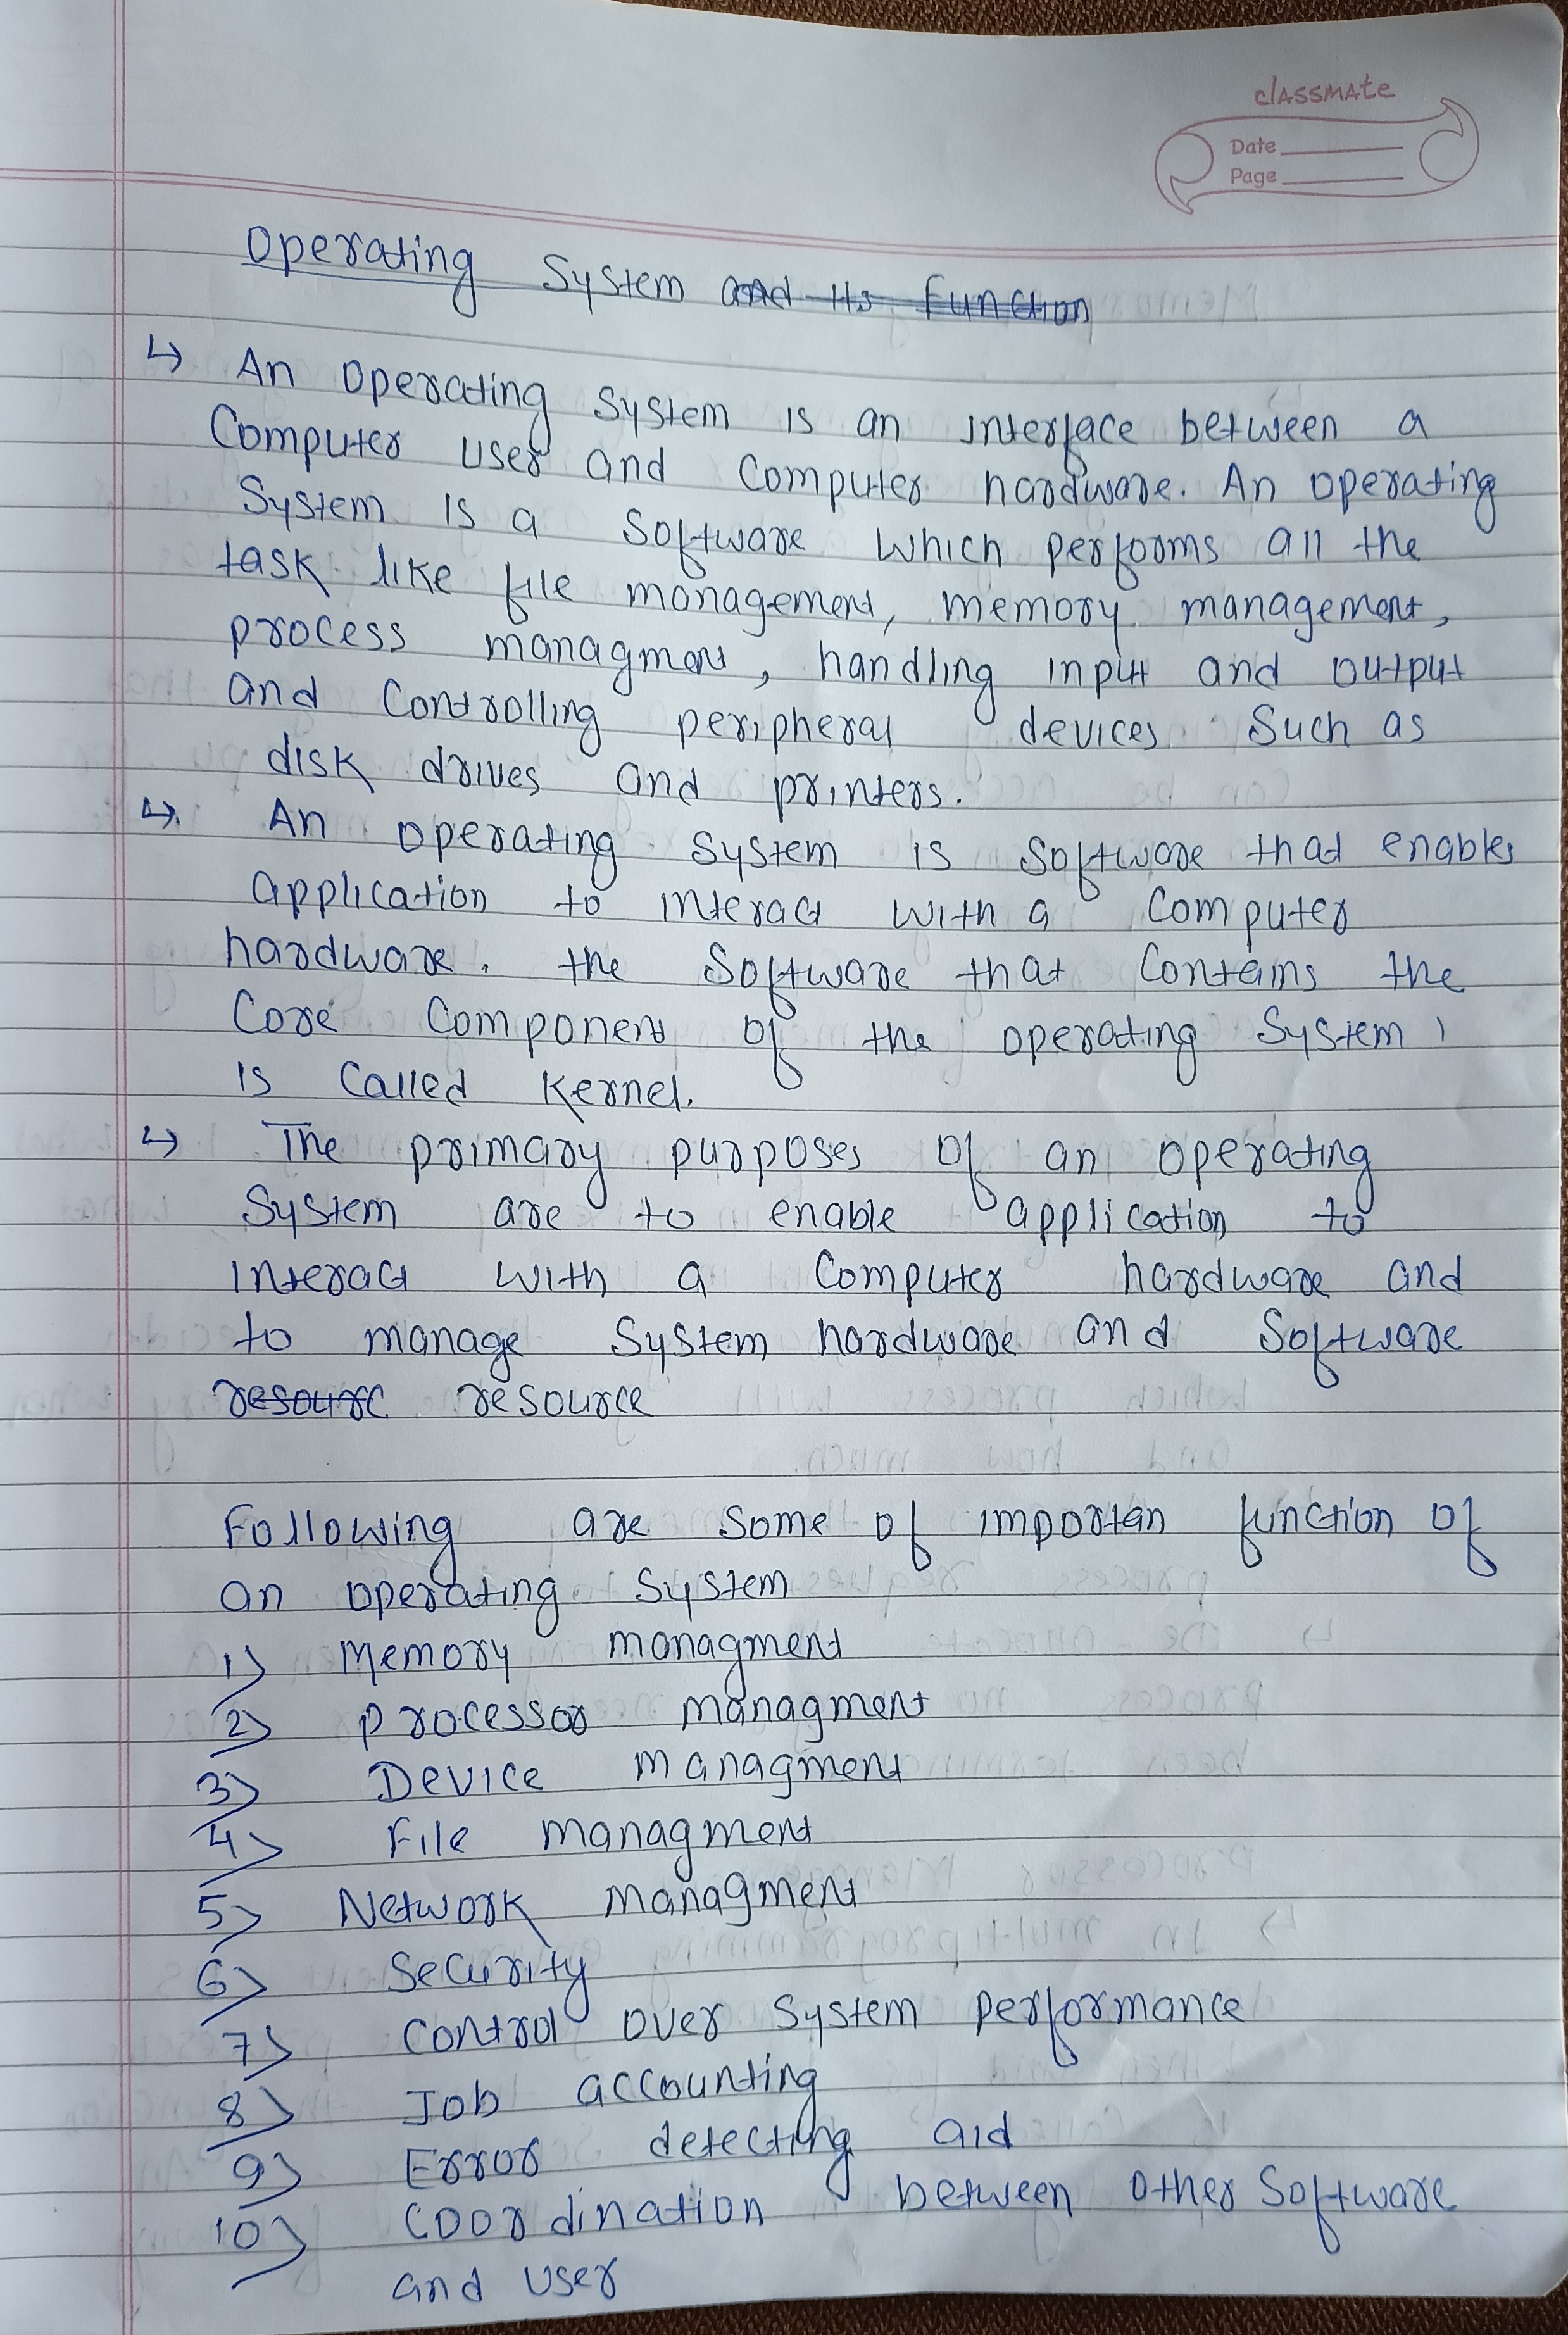 classmate
Date
Page
Operating System and its function
↳ An operating system is an interface between a
Computer user and computer hardware. An operating
System is a software which performs all the
task like file management, memory management,
process managment, handling input and output
and controlling peripheral devices such as
disk drives and printers.
↳ An operating system is software that enables
application to interact with a computer
hardware. the software that contains the
core component of the operating system
is called kernel.
↳ The primary purposes of an operating
System are to enable application to
interact with a computer hardware and
to manage system hardware and software
resourc resource
Following are some of importan function of
an operating system
1) Memory managment
2) processor managment
3) Device managment
4) File managment
5) Network managment
6) Security
7) control over system performance
8) Job accounting
9) Error detecting aid
10) Coordination between other software
and user